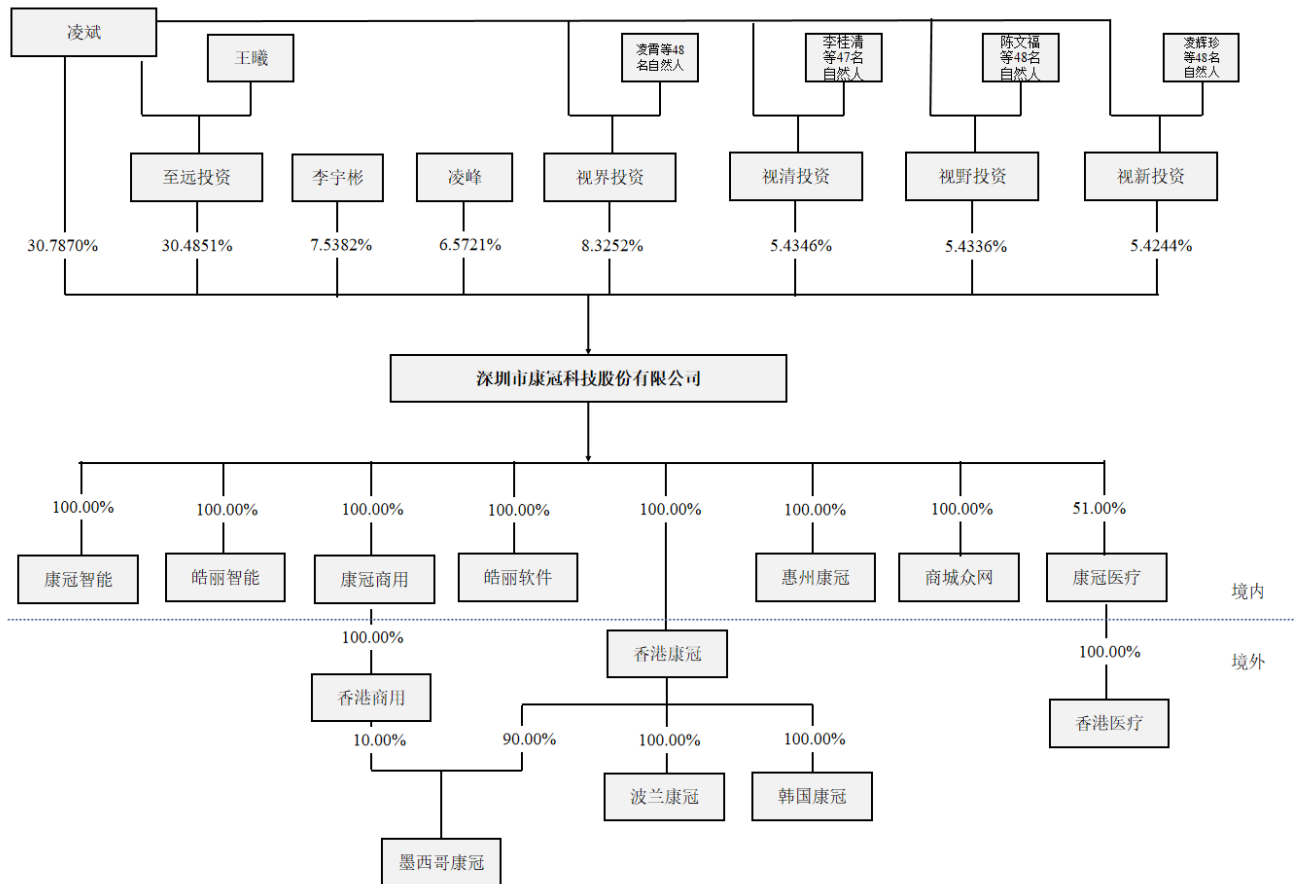 凌斌
王曦
凌霄等48
名自然人
李桂清
等47名
自然人
陈文福
等48名
自然人
凌辉珍
等48名
自然人
至远投资
李宇彬
凌峰
视界投资
视清投资
视野投资
视新投资
30.7870%
30.4851%
7.5382%
6.5721%
8.3252%
5.4346%
5.4336%
5.4244%
深圳市康冠科技股份有限公司
100.00%
100.00%
100.00%
100.00%
100.00%
100.00%
100.00%
51.00%
康冠智能
皓丽智能
康冠商用
皓丽软件
惠州康冠
商城众网
康冠医疗
境内
100.00%
香港康冠
100.00%
境外
香港商用
香港医疗
10.00%
90.00%
100.00%
100.00%
波兰康冠
韩国康冠
墨西哥康冠